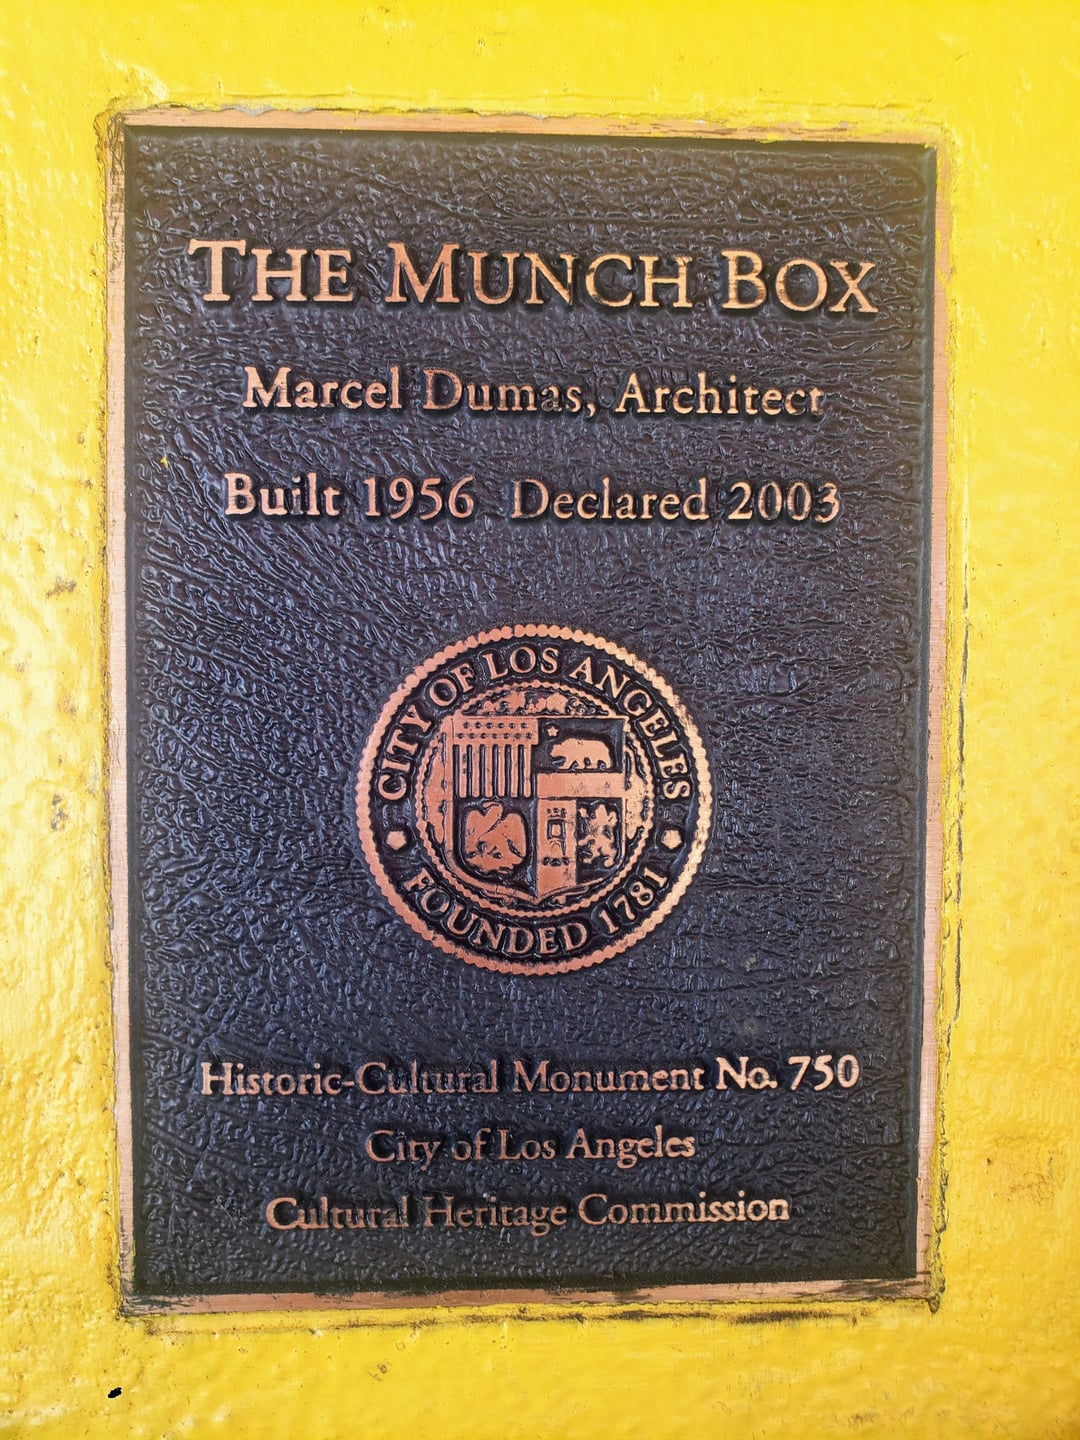 THE MUNCH BOX
Marcel Dumas, Architect
Built 1956 Declared 2003
CITY OF LOS ANGELES
FOUNDED 1781
Historic-Cultural Monument No. 750
City of Los Angeles
Cultural Heritage Commission